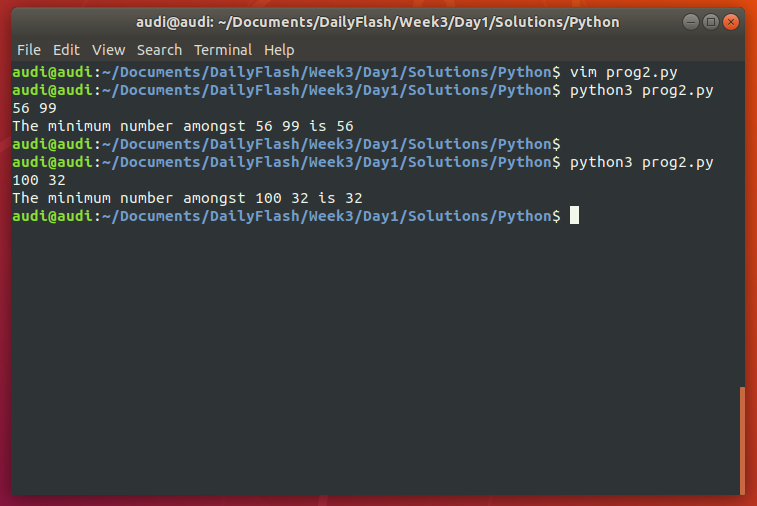 audi@audi: ~/Documents/DailyFlash/Week3/Day1/Solutions/Python
File Edit View Search Terminal Help
audi@audi:~/Documents/DailyFlash/Week3/Day1/Solutions/Python$ vim prog2.py
audi@audi:~/Documents/DailyFlash/Week3/Day1/Solutions/Python$ python3 prog2.py
56 99
The minimum number amongst 56 99 is 56
audi@audi:~/Documents/DailyFlash/Week3/Day1/Solutions/Python$
audi@audi:~/Documents/DailyFlash/Week3/Day1/Solutions/Python$ python3 prog2.py
100 32
The minimum number amongst 100 32 is 32
audi@audi:~/Documents/DailyFlash/Week3/Day1/Solutions/Python$